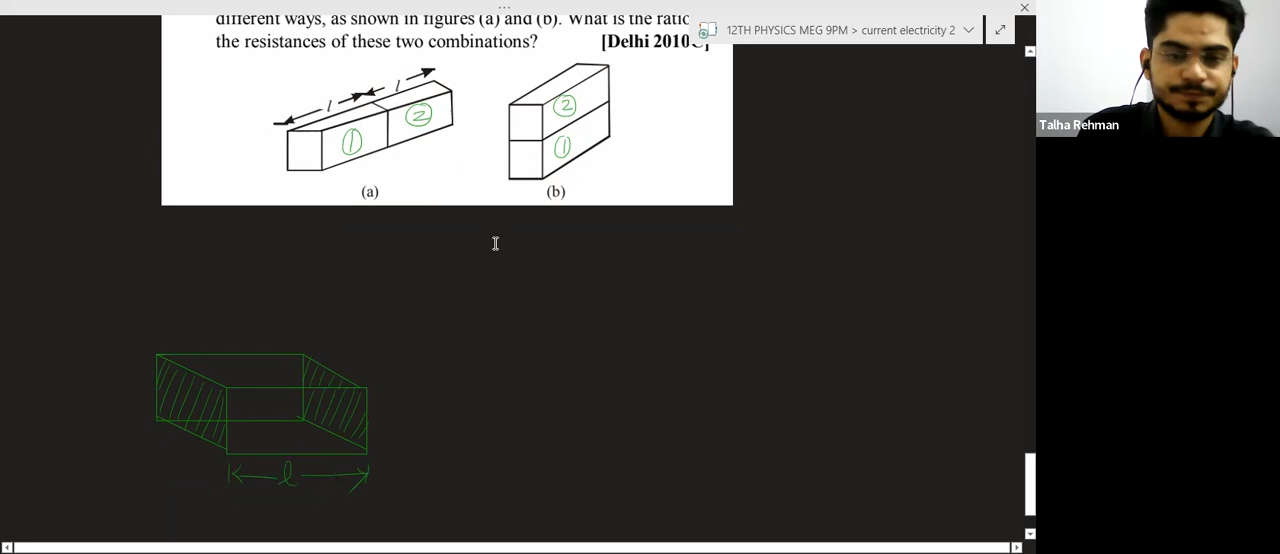 different ways, as shown in figures (a) and (b). What is the ratio
the resistances of these two combinations? [Delhi 2010C]
12TH PHYSICS MEG 9PM > current electricity 2
Talha Rehman
l l
1 2
2
1
(a) (b)
l